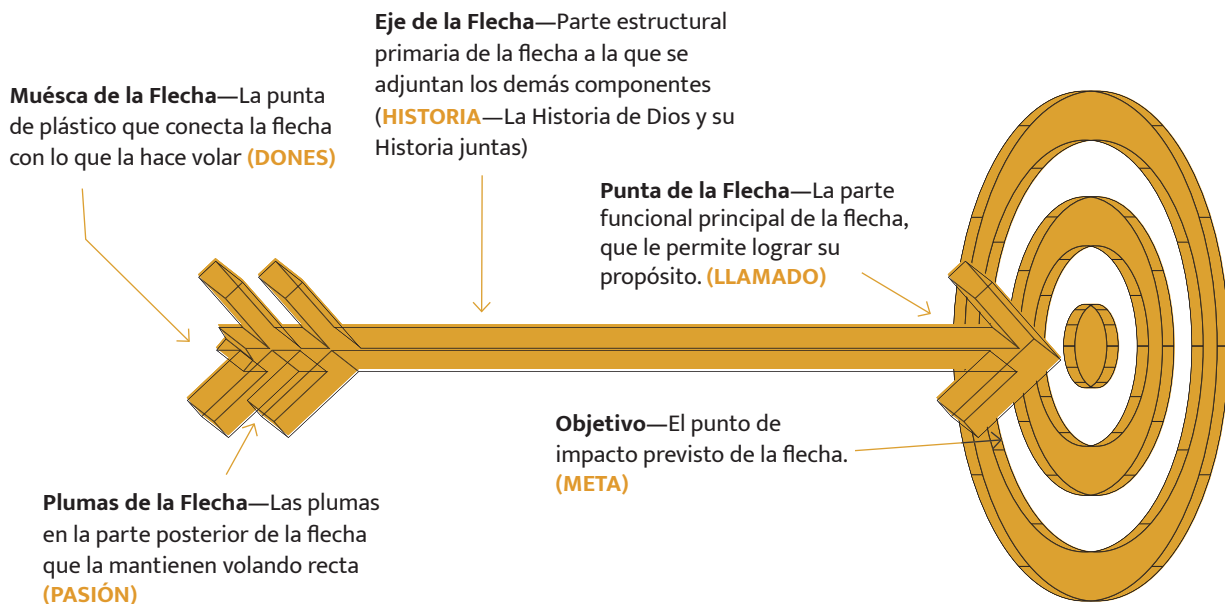 Muésca de la Flecha—La punta
de plástico que conecta la flecha
con lo que la hace volar (DONES)
Eje de la Flecha—Parte estructural
primaria de la flecha a la que se
adjuntan los demás componentes
(HISTORIA—La Historia de Dios y su
Historia juntas)
Punta de la Flecha—La parte
funcional principal de la flecha,
que le permite lograr su
propósito. (LLAMADO)
Objetivo—El punto de
impacto previsto de la flecha.
(META)
Plumas de la Flecha—Las plumas
en la parte posterior de la flecha
que la mantienen volando recta
(PASIÓN)